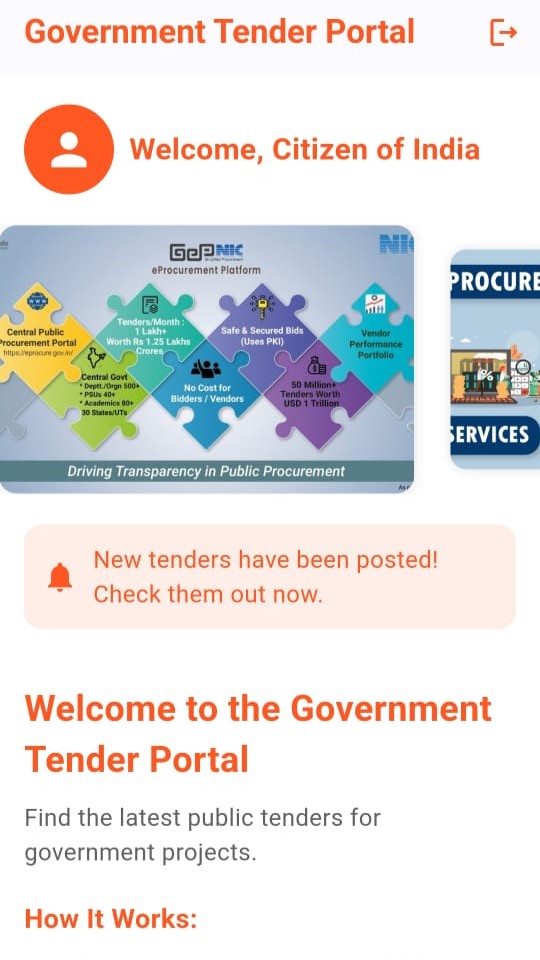 Government Tender Portal
Welcome, Citizen of India
GePNIC
eProcurement Platform
Central Public
Procurement Portal
https://eprocure.gov.in/
Tenders/Month :
1 Lakh+
Worth Rs 1.25 Lakhs
Crores
Safe & Secured Bids
(Uses PKI)
Vendor
Performance
Portfolio
Central Govt
* Deptt./Orgn 500+
* PSUs 40+
* Academics 80+
30 States/UTs
No Cost for
Bidders / Vendors
50 Million+
Tenders Worth
USD 1 Trillion
Driving Transparency in Public Procurement
NIC
WWW
PROCURE
%
SERVICES
New tenders have been posted!
Check them out now.
Welcome to the Government
Tender Portal
Find the latest public tenders for
government projects.
How It Works: